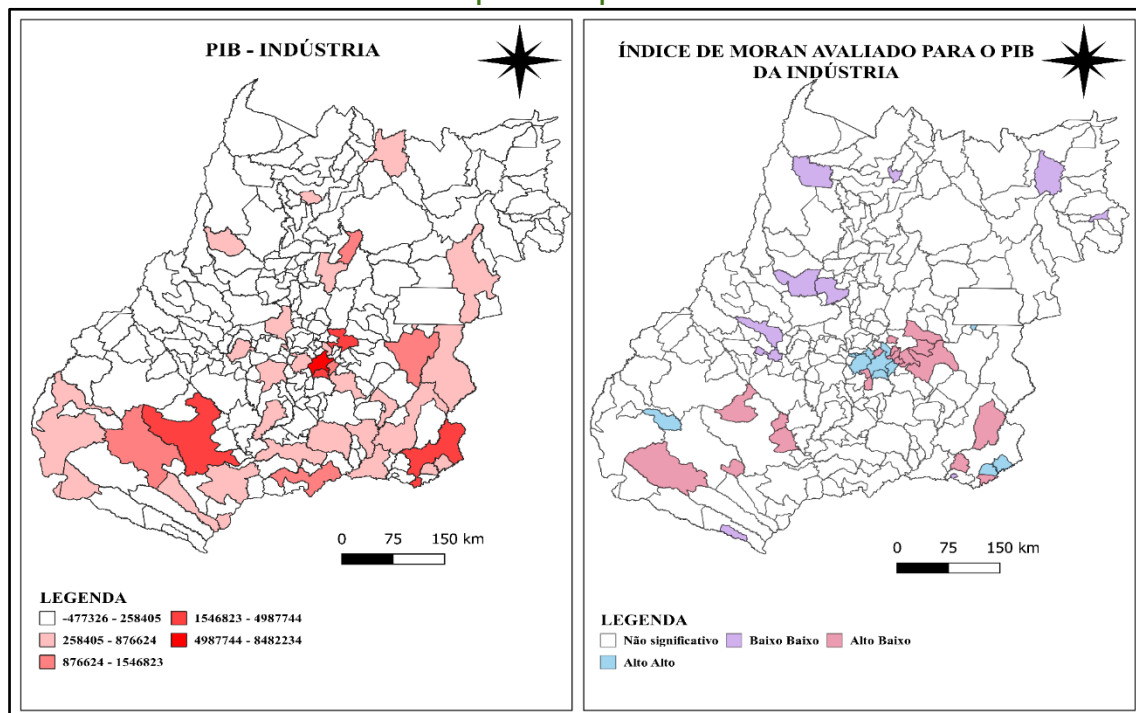 PIB - INDÚSTRIA
0 75 150 km
LEGENDA
-477326 - 258405
1546823 - 4987744
258405 - 876624
4987744 - 8482234
876624 - 1546823
ÍNDICE DE MORAN AVALIADO PARA O PIB
DA INDÚSTRIA
0 75 150 km
LEGENDA
Não significativo
Baixo Baixo
Alto Baixo
Alto Alto